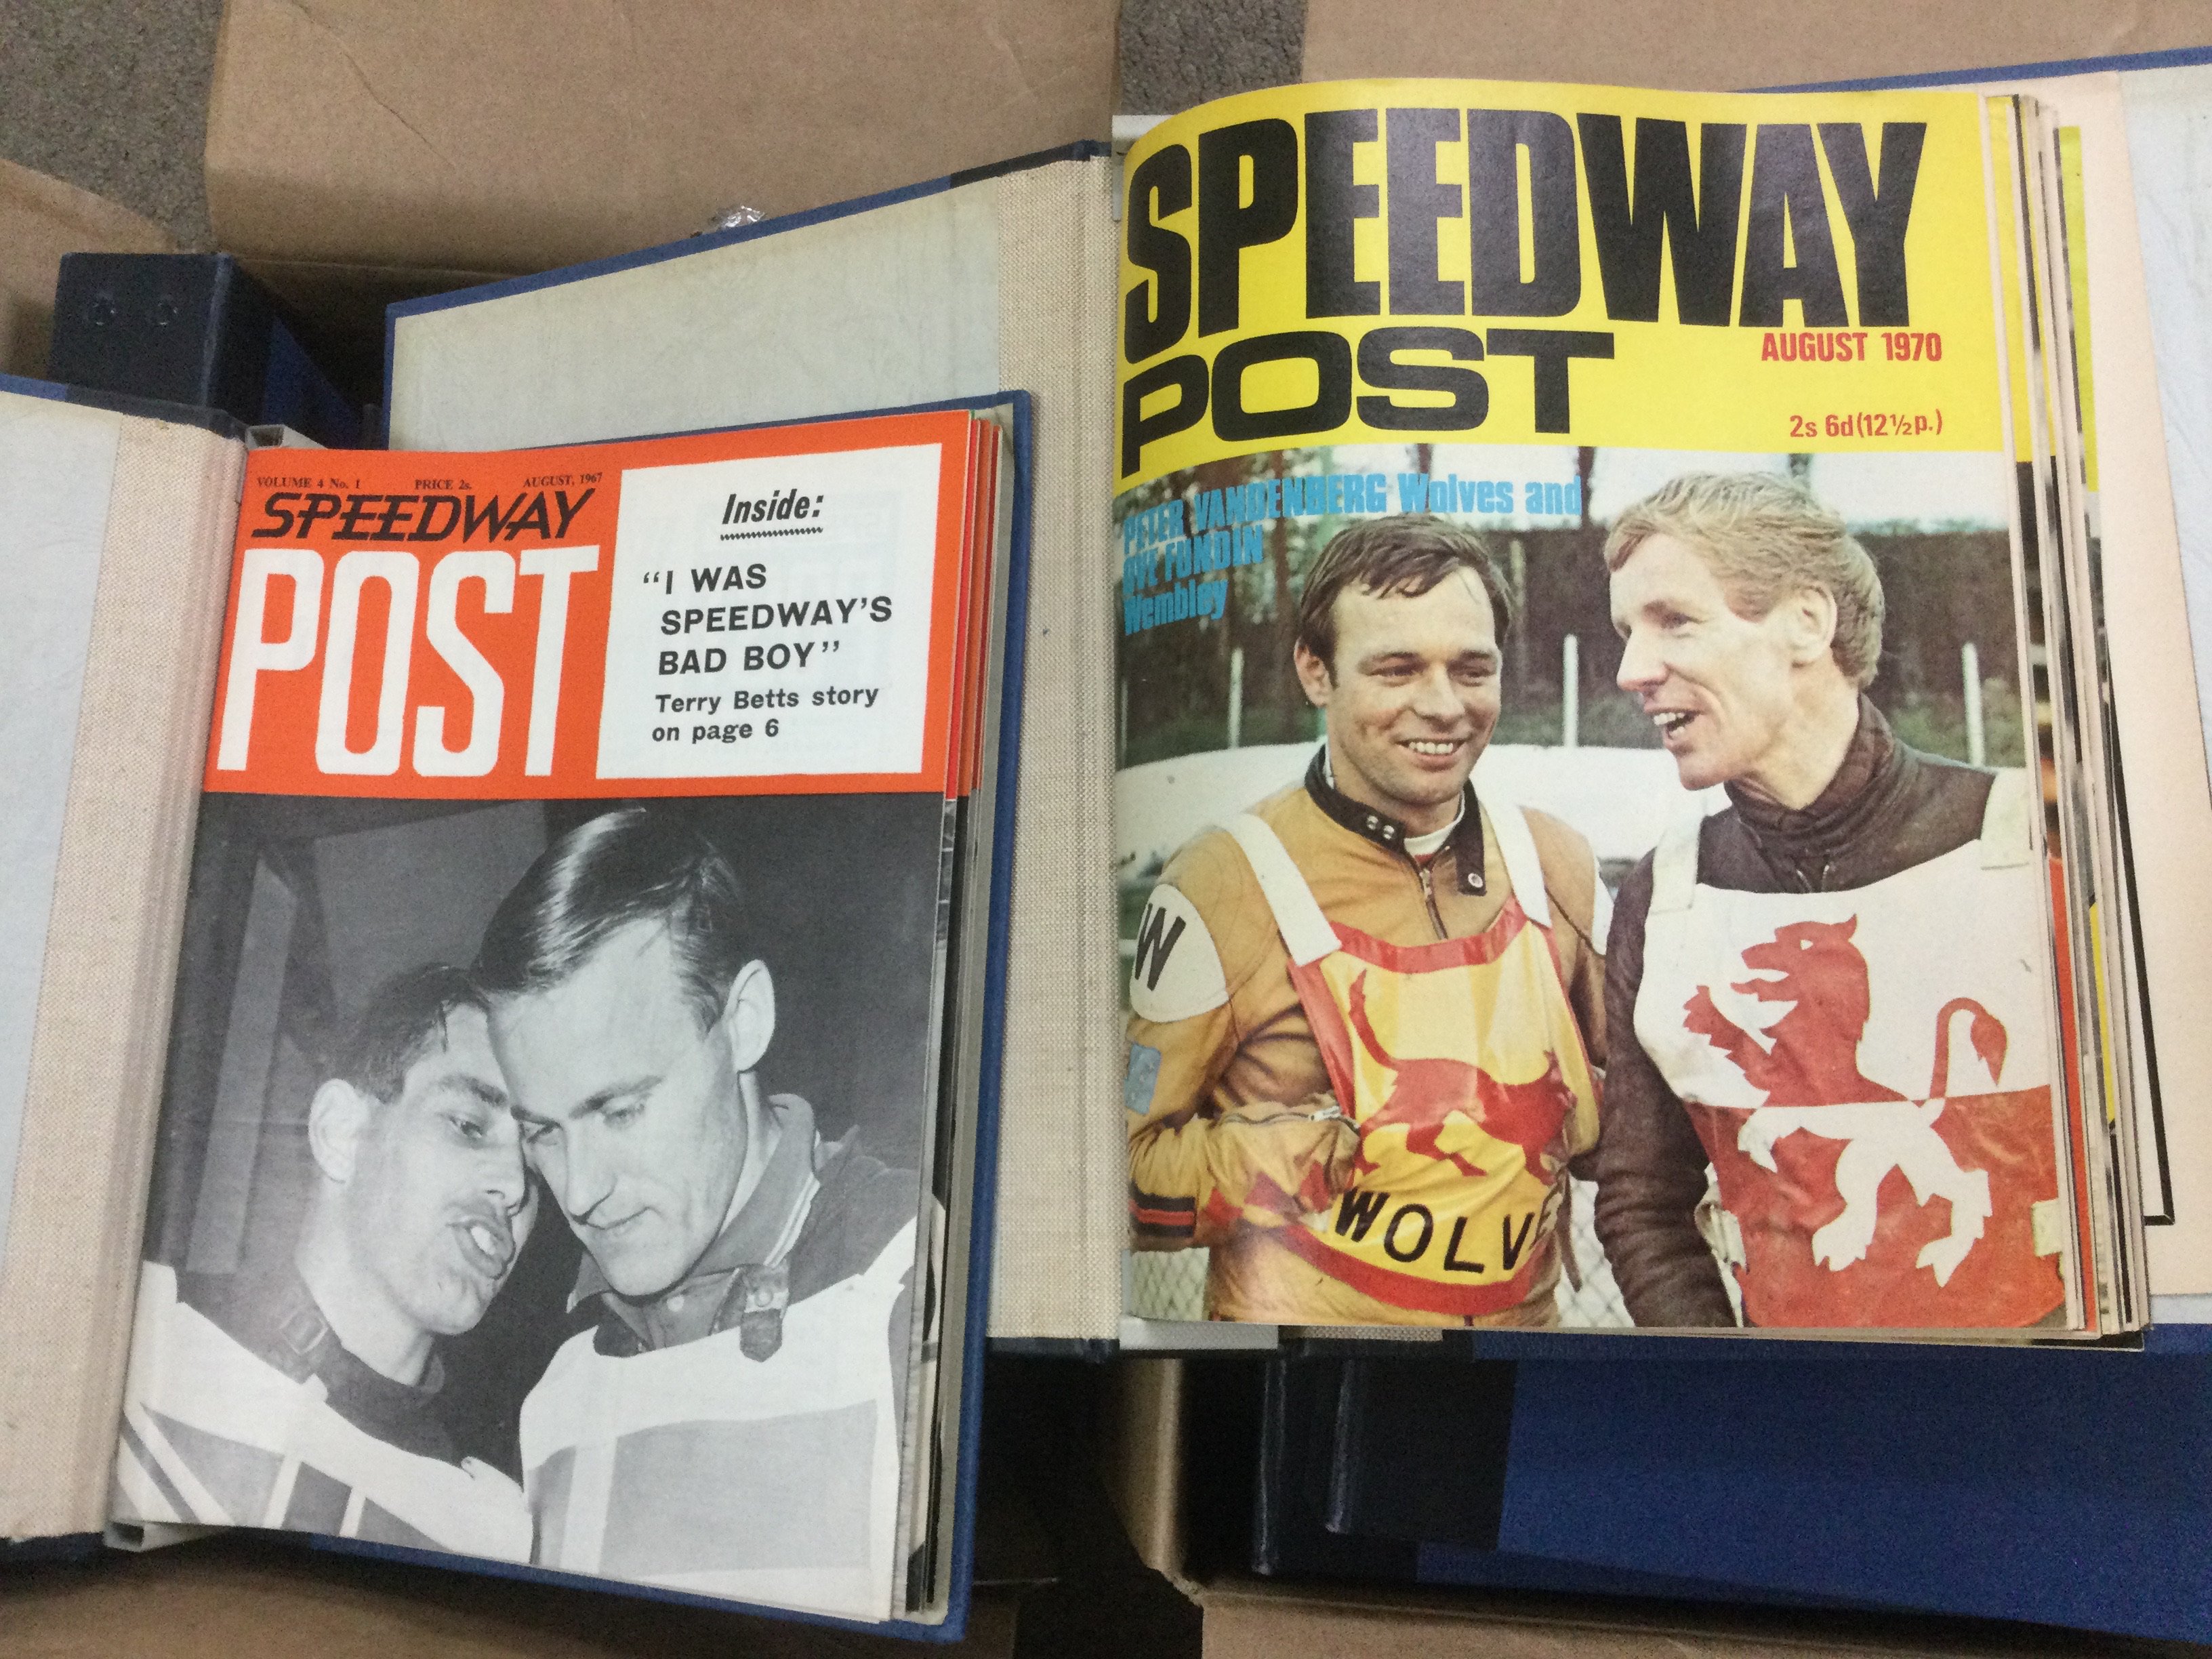 VOLUME 4 No. 1 PRICE 2s. AUGUST, 1967
SPEEDWAY
POST
Inside:
“I WAS
SPEEDWAY’S
BAD BOY”
Terry Betts story
on page 6
SPEEDWAY
POST
AUGUST 1970
2s 6d(12½p.)
PETER VANDENBERG Wolves and
OVE FUNDIN
Wembley
W
WOLVE